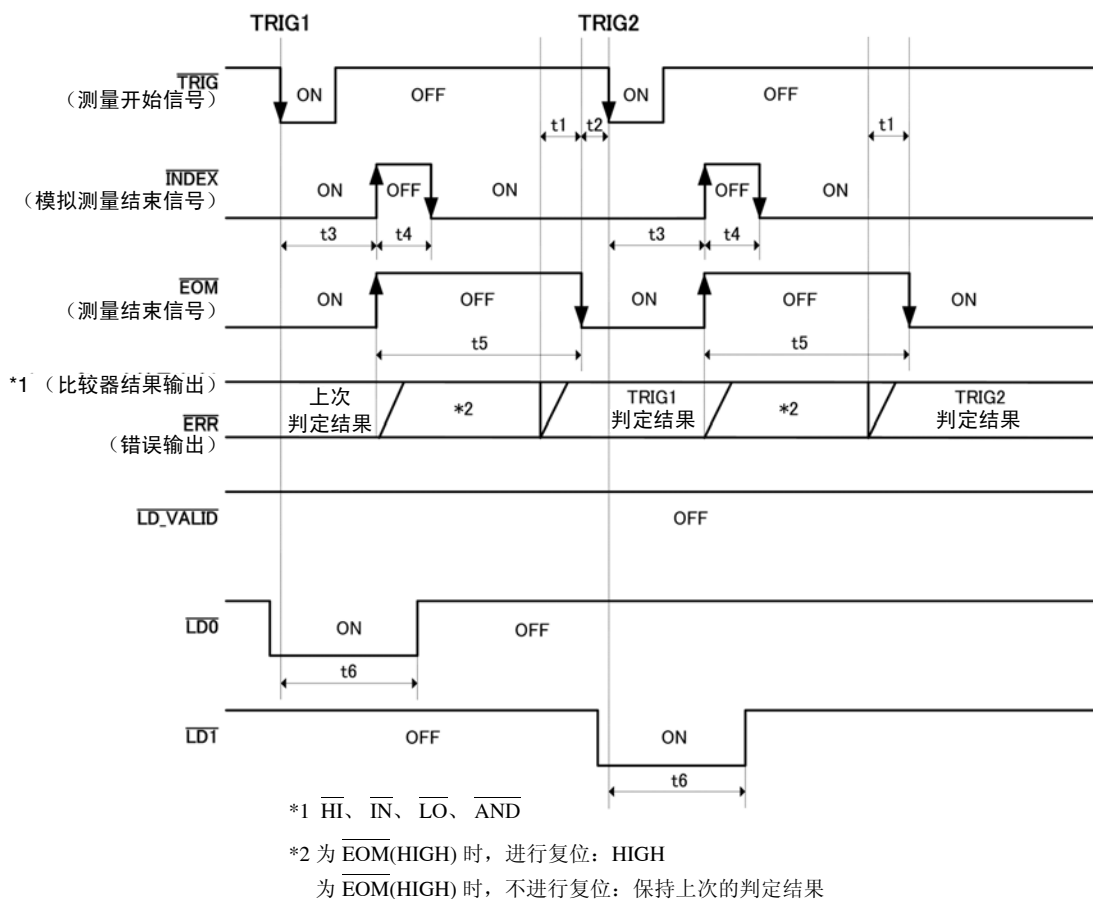 TRIG1 TRIG2
TRIG
（测量开始信号）
ON OFF ON OFF
t1 t2 t1
INDEX
（模拟测量结束信号）
ON OFF ON OFF ON
t3 t4 t3 t4
EOM
（测量结束信号）
ON OFF ON OFF ON
t5 t5
*1 （比较器结果输出）
ERR
（错误输出）
上次
判定结果
*2
TRIG1
判定结果
*2
TRIG2
判定结果
LD_VALID
OFF
LD0
ON OFF
t6
LD1
OFF ON
t6
*1 HI、 IN、 LO、 AND
*2 为 EOM(HIGH) 时，进行复位：HIGH
为 EOM(HIGH) 时，不进行复位：保持上次的判定结果